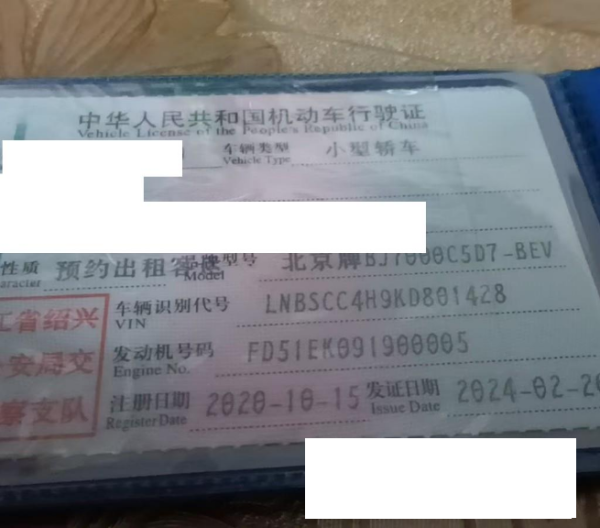 中华人民共和国机动车行驶证
Vehicle License of the People's Republic of China
车辆类型 小型轿车
Vehicle Type
性质 预约出租客 型号 北京牌BJ7000C5D7-BEV
aracter Model
江省绍兴
安局交
察支队
车辆识别代号 LNBSCC4H9KD801428
VIN
发动机号码 FD51EK091900005
Engine No.
注册日期 2020-10-15 发证日期 2024-02-2
Register Date Issue Date